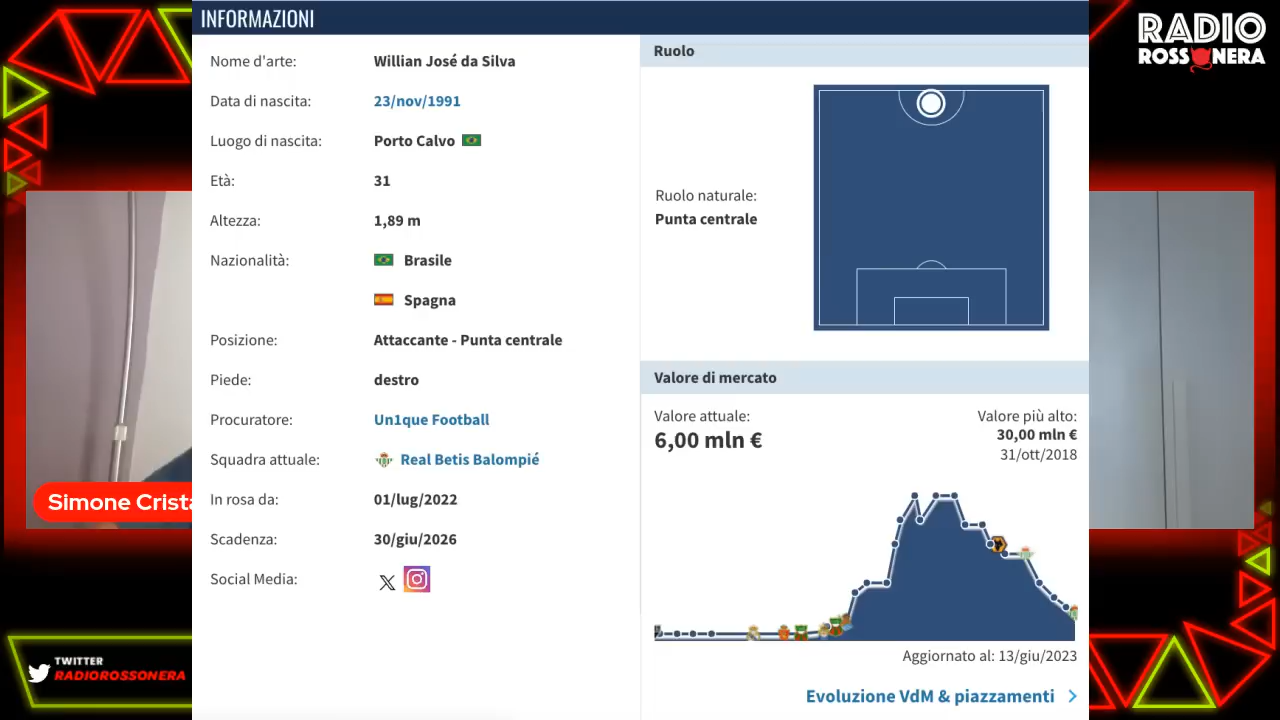 INFORMAZIONI
Nome d'arte: Willian José da Silva
Data di nascita: 23/nov/1991
Luogo di nascita: Porto Calvo
Età: 31
Altezza: 1,89 m
Nazionalità: Brasile
Spagna
Posizione: Attaccante - Punta centrale
Piede: destro
Procuratore: Un1que Football
Squadra attuale: Real Betis Balompié
In rosa da: 01/lug/2022
Scadenza: 30/giu/2026
Social Media:
Ruolo
Ruolo naturale:
Punta centrale
Valore di mercato
Valore attuale:
6,00 mln €
Valore più alto:
30,00 mln €
31/ott/2018
Aggiornato al: 13/giu/2023
Evoluzione VdM & piazzamenti
RADIO
ROSSONERA
Simone Crista
TWITTER
RADIOROSSONERA